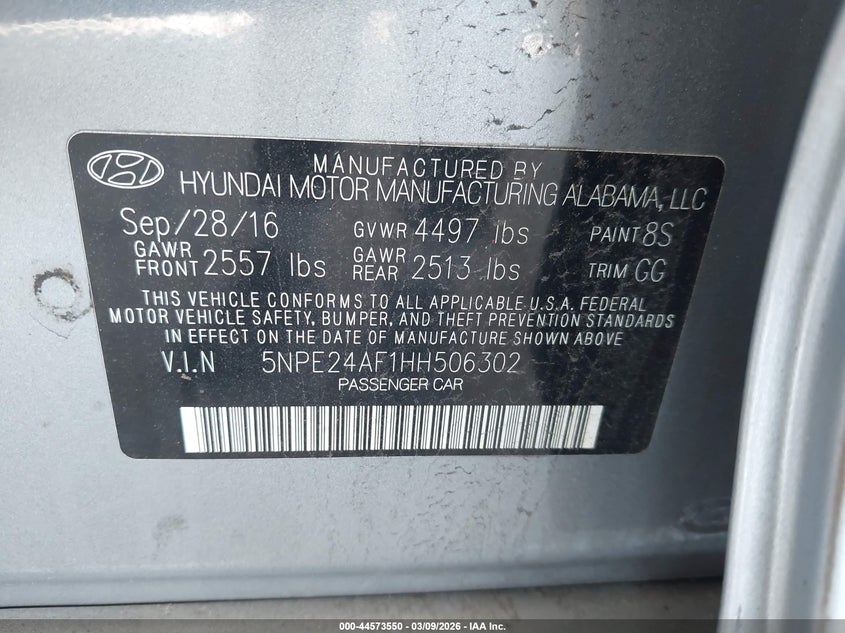 MANUFACTURED BY
HYUNDAI MOTOR MANUFACTURING ALABAMA, LLC
Sep/28/16 GVWR 4497 lbs PAINT 8S
GAWR FRONT 2557 lbs GAWR REAR 2513 lbs TRIM GG
THIS VEHICLE CONFORMS TO ALL APPLICABLE U.S.A. FEDERAL
MOTOR VEHICLE SAFETY, BUMPER, AND THEFT PREVENTION STANDARDS
IN EFFECT ON THE DATE OF MANUFACTURE SHOWN ABOVE
V.I.N 5NPE24AF1HH506302
PASSENGER CAR
000-44573550 - 03/09/2026 - IAA Inc.